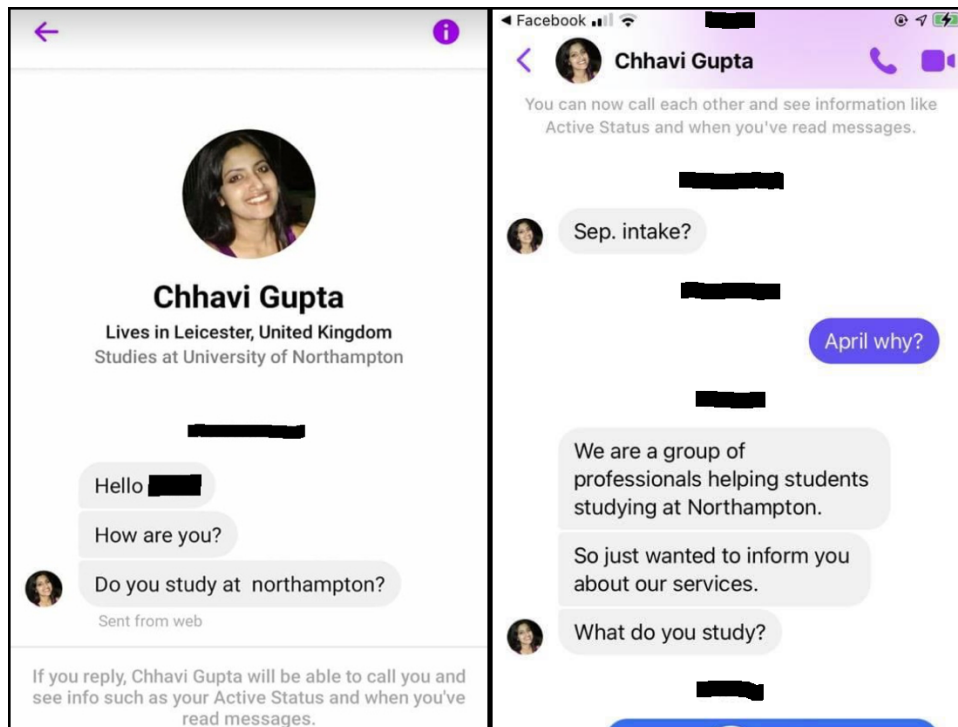 Chhavi Gupta
Lives in Leicester, United Kingdom
Studies at University of Northampton
Hello
How are you?
Do you study at northampton?
Sent from web
If you reply, Chhavi Gupta will be able to call you and
see info such as your Active Status and when you've
read messages.
Facebook
Chhavi Gupta
You can now call each other and see information like
Active Status and when you've read messages.
Sep. intake?
April why?
We are a group of
professionals helping students
studying at Northampton.
So just wanted to inform you
about our services.
What do you study?